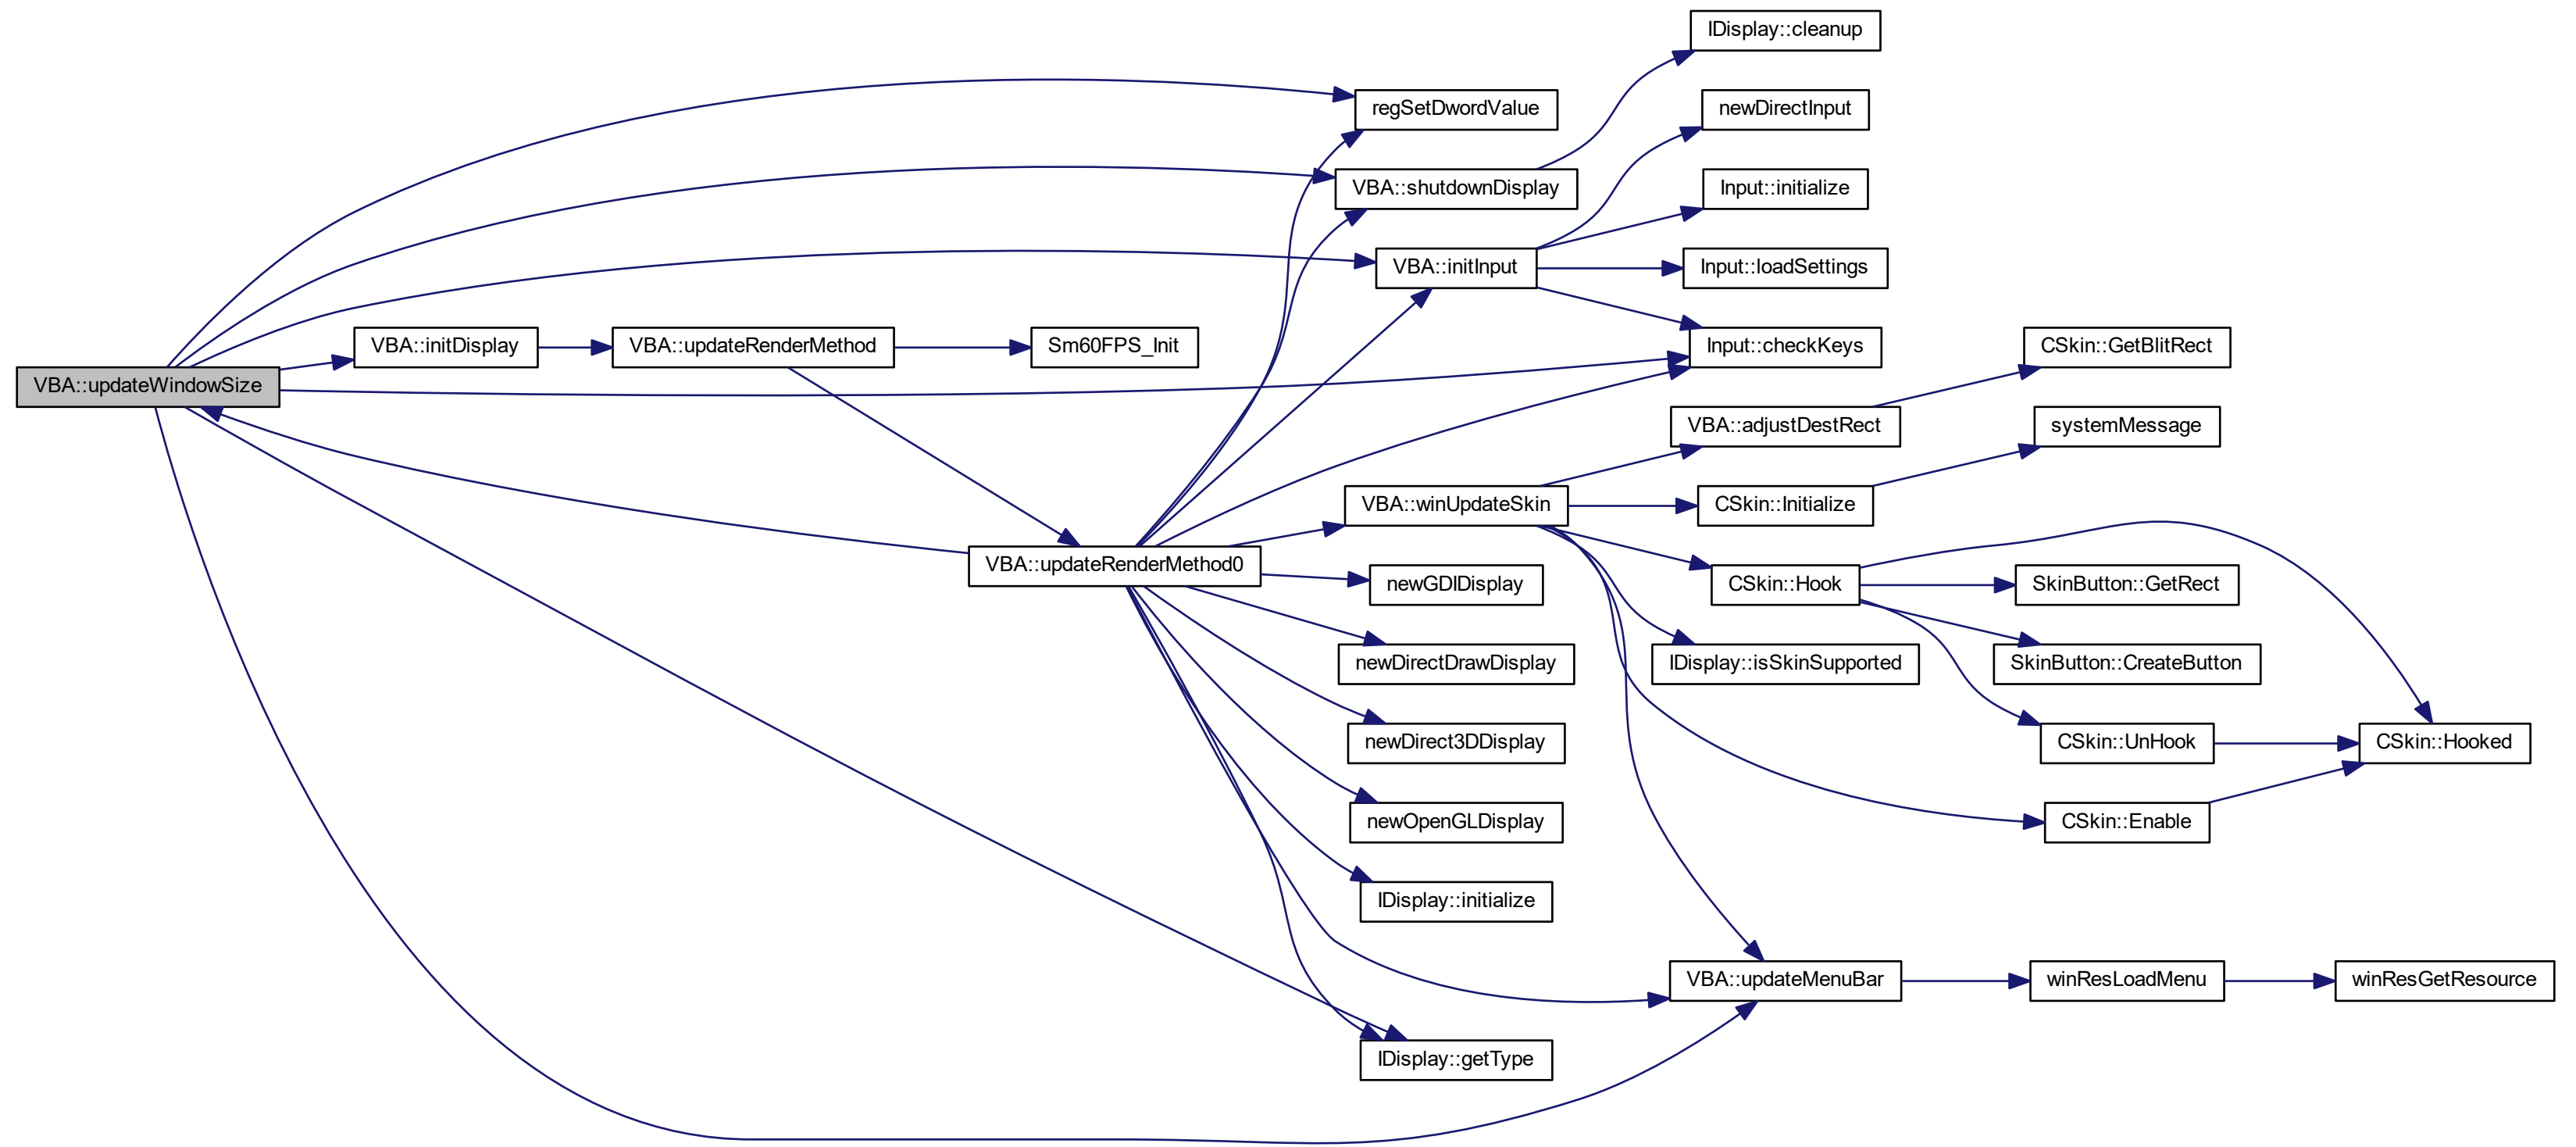 IDisplay::cleanup
regSetDwordValue
newDirectInput
VBA::shutdownDisplay
Input::initialize
VBA::initInput
Input::loadSettings
VBA::initDisplay
VBA::updateRenderMethod
Sm60FPS_Init
Input::checkKeys
CSkin::GetBlitRect
VBA::updateWindowSize
VBA::adjustDestRect
systemMessage
VBA::winUpdateSkin
CSkin::Initialize
VBA::updateRenderMethod0
newGDIDisplay
CSkin::Hook
SkinButton::GetRect
newDirectDrawDisplay
IDisplay::isSkinSupported
SkinButton::CreateButton
newDirect3DDisplay
CSkin::UnHook
CSkin::Hooked
newOpenGLDisplay
CSkin::Enable
IDisplay::initialize
VBA::updateMenuBar
winResLoadMenu
winResGetResource
IDisplay::getType